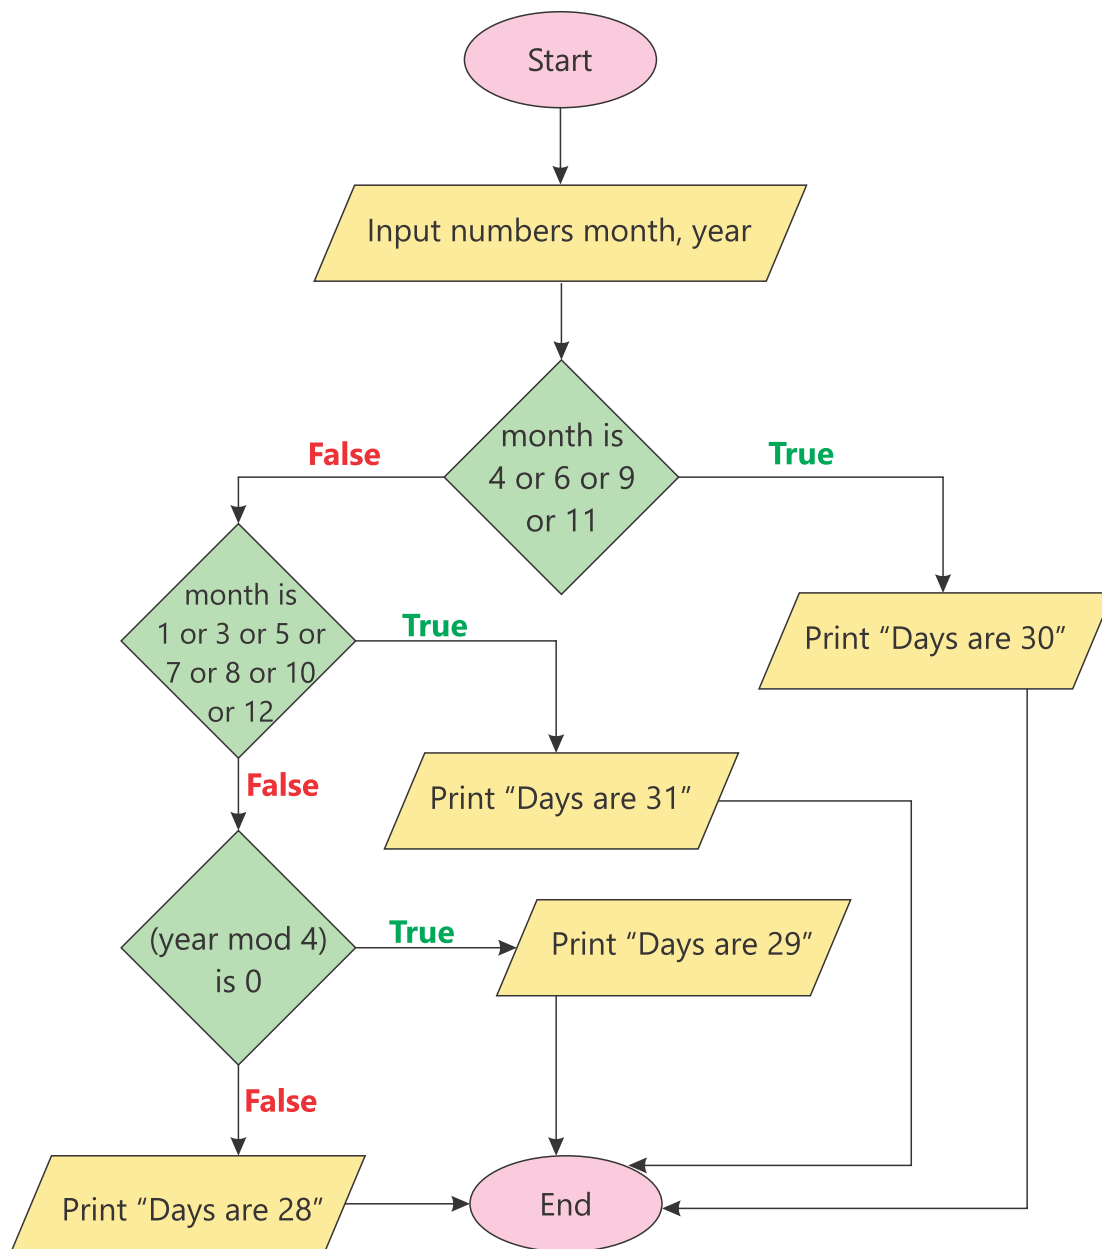 Start
Input numbers month, year
month is
4 or 6 or 9
or 11
False
True
month is
1 or 3 or 5 or
7 or 8 or 10
or 12
True
Print “Days are 30”
False
Print “Days are 31”
(year mod 4)
is 0
True
Print “Days are 29”
False
Print “Days are 28”
End